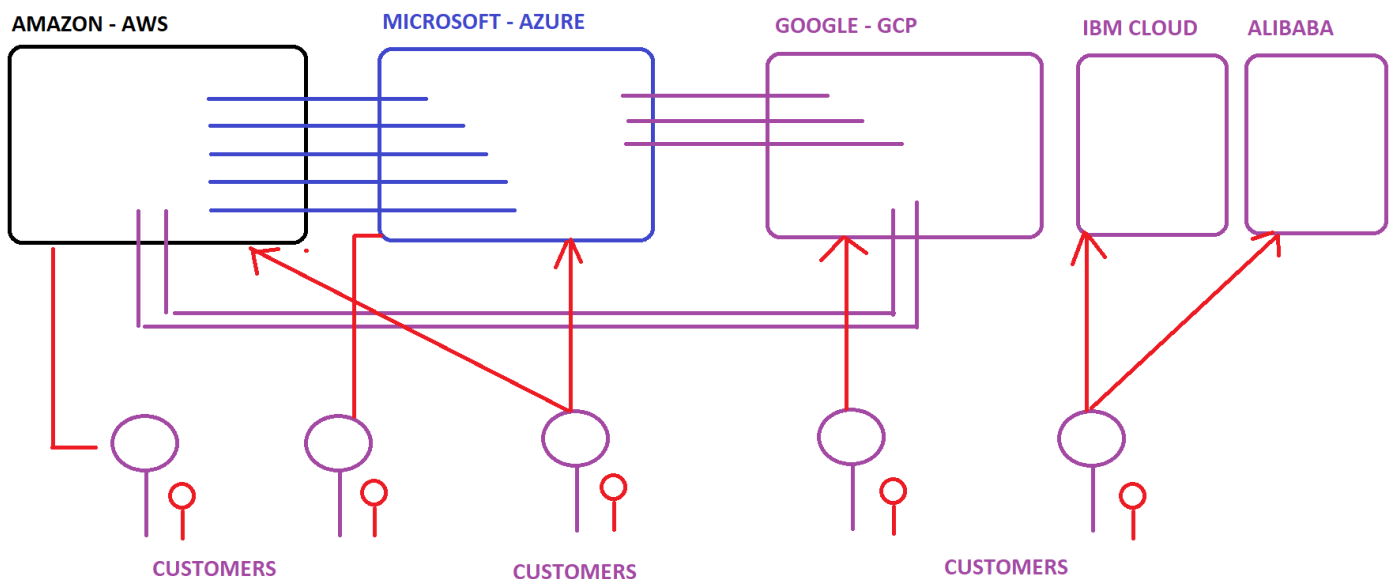 AMAZON - AWS
MICROSOFT - AZURE
GOOGLE - GCP
IBM CLOUD
ALIBABA
CUSTOMERS
CUSTOMERS
CUSTOMERS